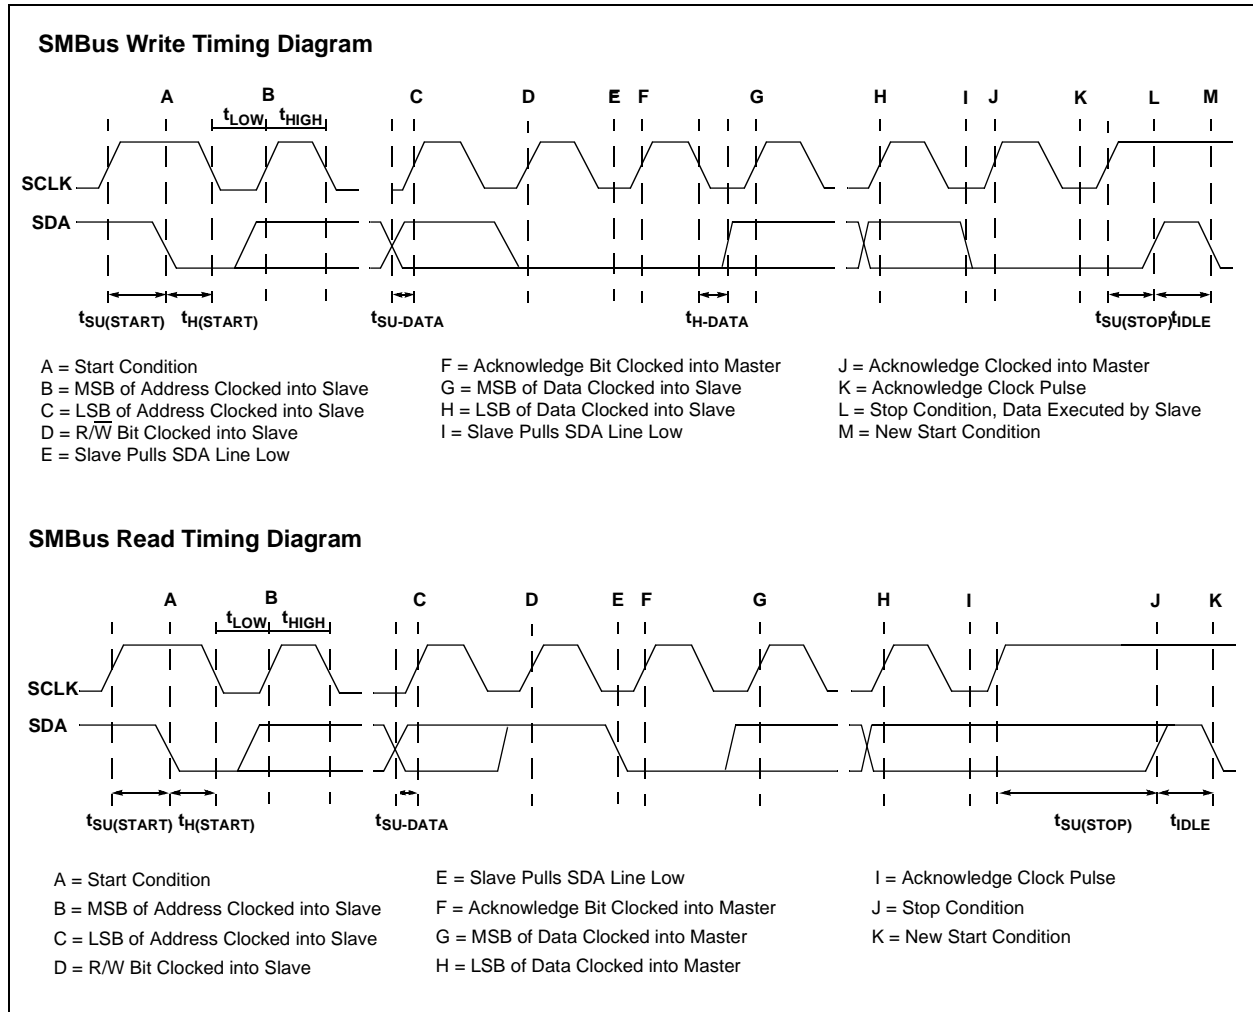 SMBus Write Timing Diagram
A B C D E F G H I J K L M
tLOW tHIGH
SCLK
SDA
tSU(START) tH(START) tSU-DATA tH-DATA tSU(STOP) tIDLE
A = Start Condition
B = MSB of Address Clocked into Slave
C = LSB of Address Clocked into Slave
D = R/W̅ Bit Clocked into Slave
E = Slave Pulls SDA Line Low
F = Acknowledge Bit Clocked into Master
G = MSB of Data Clocked into Slave
H = LSB of Data Clocked into Slave
I = Slave Pulls SDA Line Low
J = Acknowledge Clocked into Master
K = Acknowledge Clock Pulse
L = Stop Condition, Data Executed by Slave
M = New Start Condition
SMBus Read Timing Diagram
A B C D E F G H I J K
tLOW tHIGH
SCLK
SDA
tSU(START) tH(START) tSU-DATA tSU(STOP) tIDLE
A = Start Condition
B = MSB of Address Clocked into Slave
C = LSB of Address Clocked into Slave
D = R/W Bit Clocked into Slave
E = Slave Pulls SDA Line Low
F = Acknowledge Bit Clocked into Master
G = MSB of Data Clocked into Master
H = LSB of Data Clocked into Master
I = Acknowledge Clock Pulse
J = Stop Condition
K = New Start Condition